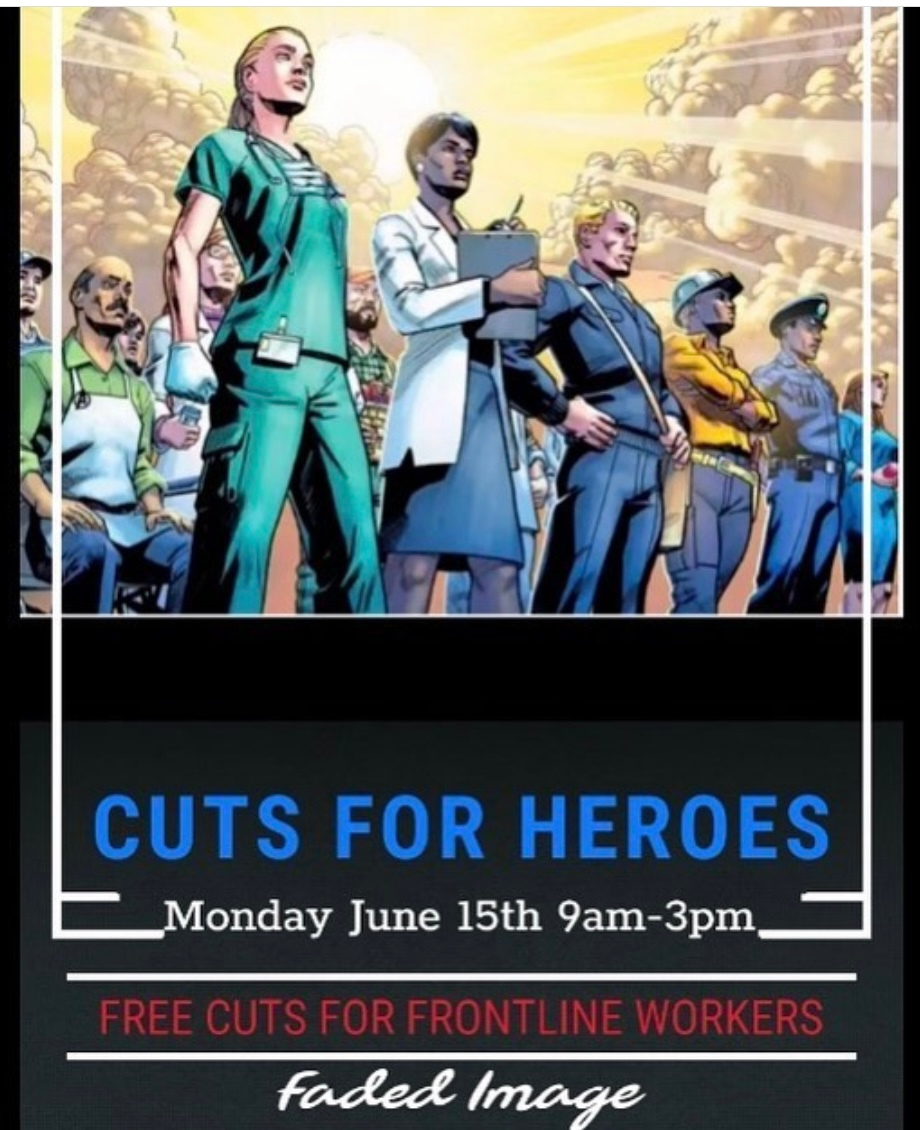 CUTS FOR HEROES
Monday June 15th 9am-3pm
FREE CUTS FOR FRONTLINE WORKERS
Faded Image